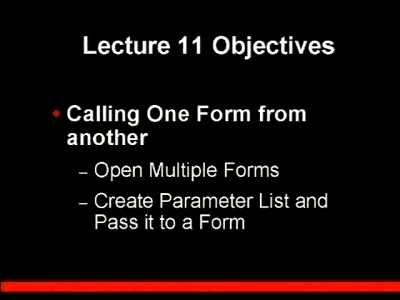 Lecture 11 Objectives
• Calling One Form from
another
– Open Multiple Forms
– Create Parameter List and
Pass it to a Form